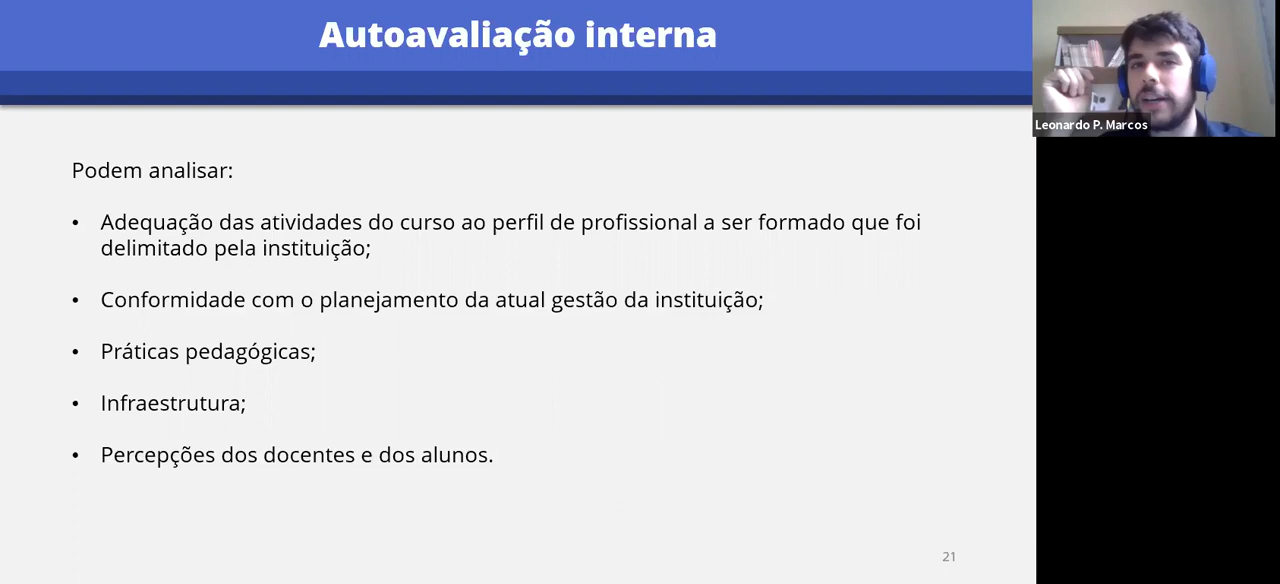 Autoavaliação interna
Leonardo P. Marcos
Podem analisar:
• Adequação das atividades do curso ao perfil de profissional a ser formado que foi
delimitado pela instituição;
• Conformidade com o planejamento da atual gestão da instituição;
• Práticas pedagógicas;
• Infraestrutura;
• Percepções dos docentes e dos alunos.
21